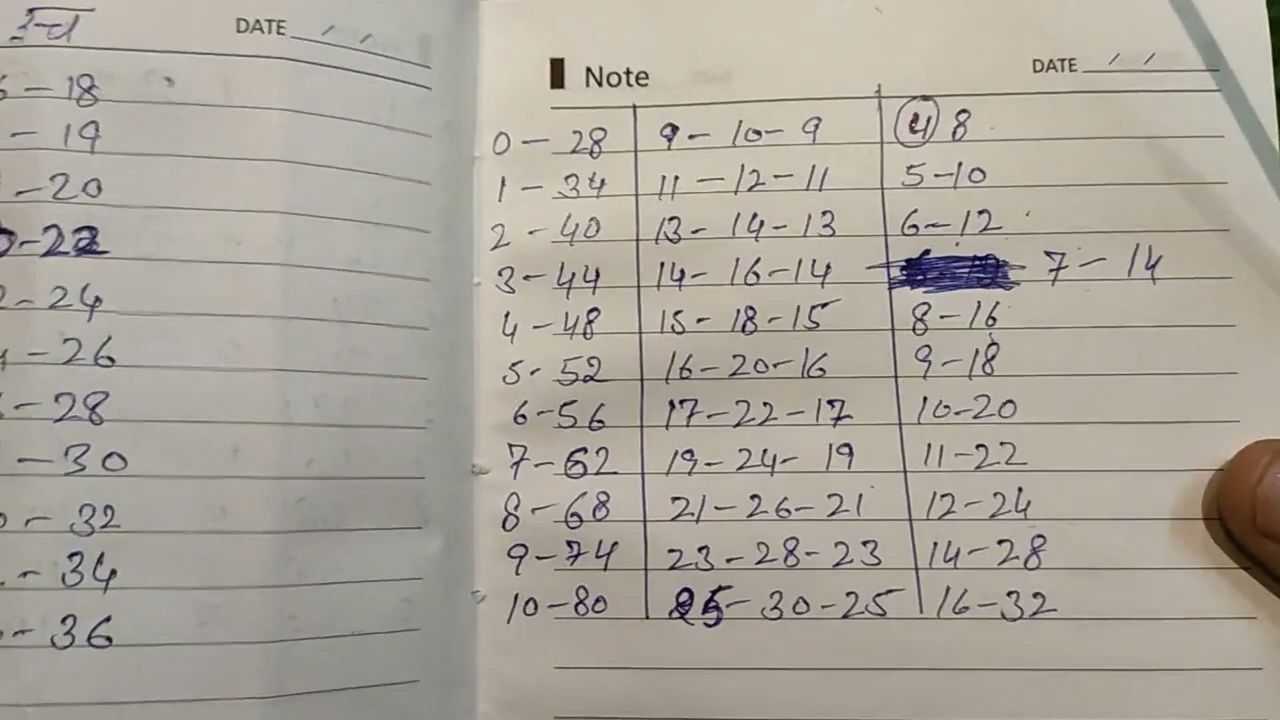 DATE / /
- 18
- 19
- 20
- 22
- 24
- 26
- 28
- 30
- 32
- 34
- 36
Note DATE / /
0 - 28 9 - 10 - 9 4 8
1 - 34 11 - 12 - 11 5 - 10
2 - 40 13 - 14 - 13 6 - 12
3 - 44 14 - 16 - 14 7 - 14
4 - 48 15 - 18 - 15 8 - 16
5 - 52 16 - 20 - 16 9 - 18
6 - 56 17 - 22 - 17 10 - 20
7 - 62 19 - 24 - 19 11 - 22
8 - 68 21 - 26 - 21 12 - 24
9 - 74 23 - 28 - 23 14 - 28
10 - 80 25 - 30 - 25 16 - 32